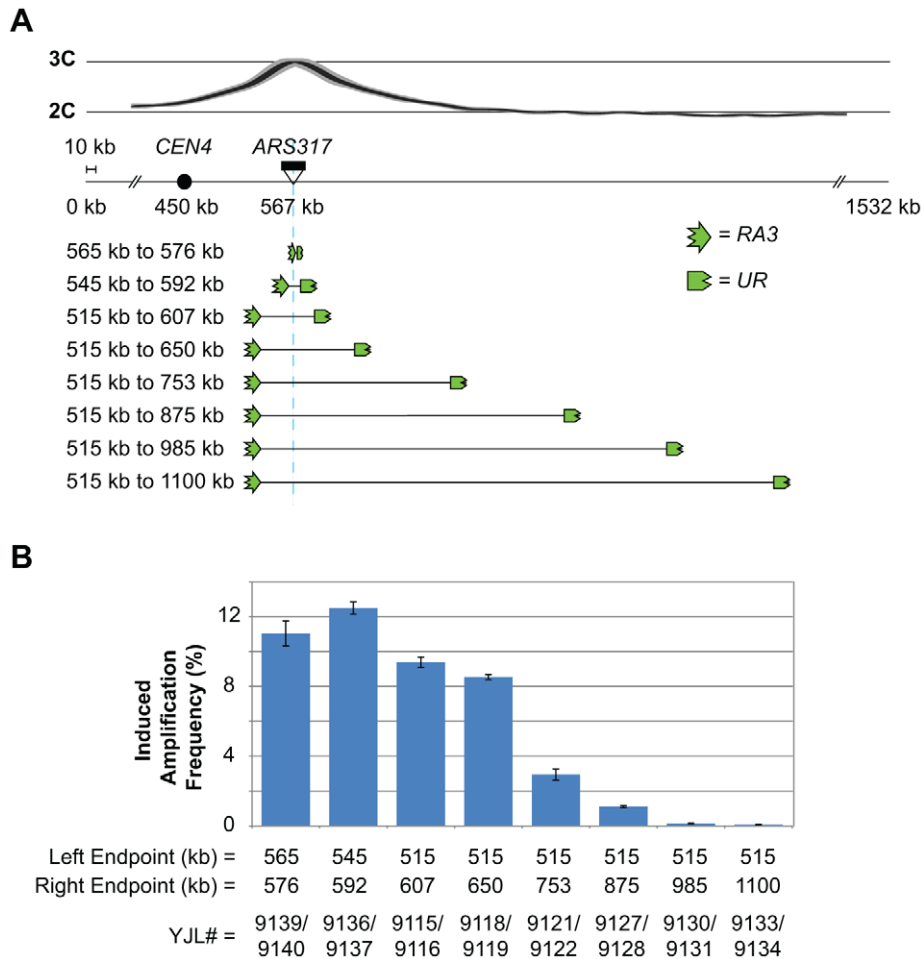 A
3C
2C
10 kb CEN4 ARS317
0 kb 450 kb 567 kb 1532 kb
565 kb to 576 kb
545 kb to 592 kb
515 kb to 607 kb
515 kb to 650 kb
515 kb to 753 kb
515 kb to 875 kb
515 kb to 985 kb
515 kb to 1100 kb
= RA3
= UR
B
Induced
Amplification
Frequency (%)
12
8
4
0
Left Endpoint (kb) = 565 545 515 515 515 515 515 515
Right Endpoint (kb) = 576 592 607 650 753 875 985 1100
YJL# = 9139/ 9136/ 9115/ 9118/ 9121/ 9127/ 9130/ 9133/
9140 9137 9116 9119 9122 9128 9131 9134